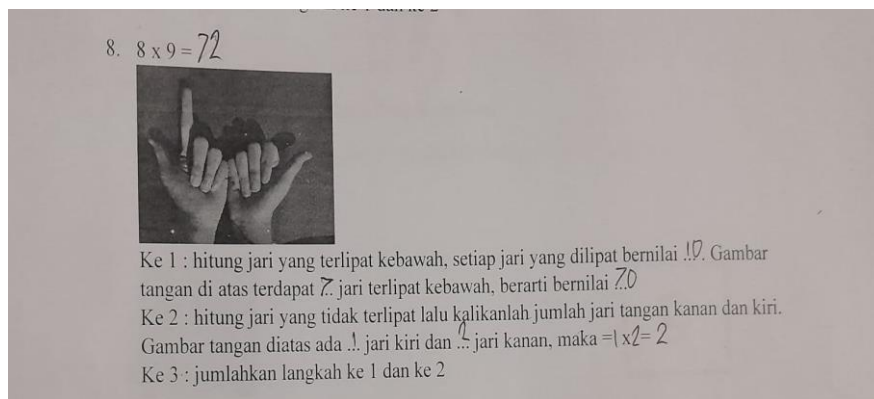 8. 8 x 9 = 72
Ke 1 : hitung jari yang terlipat kebawah, setiap jari yang dilipat bernilai 10. Gambar
tangan di atas terdapat 7 jari terlipat kebawah, berarti bernilai 70
Ke 2 : hitung jari yang tidak terlipat lalu kalikanlah jumlah jari tangan kanan dan kiri.
Gambar tangan diatas ada 1 jari kiri dan 2 jari kanan, maka =1 x2= 2
Ke 3 : jumlahkan langkah ke 1 dan ke 2